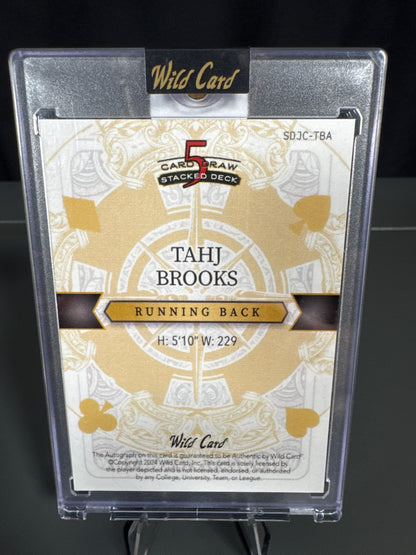 Wild Card
SDJC-TBA
5
CARD DRAW
STACKED DECK
TAHJ
BROOKS
RUNNING BACK
H: 5'10" W: 229
Wild Card
The Autograph on this card is guaranteed to be Authentic by Wild Card®
©Copyright 2024 Wild Card, Inc. This card is solely licensed by
the player depicted and is not licensed, endorsed, or authorized
by any College, University, Team, or League.